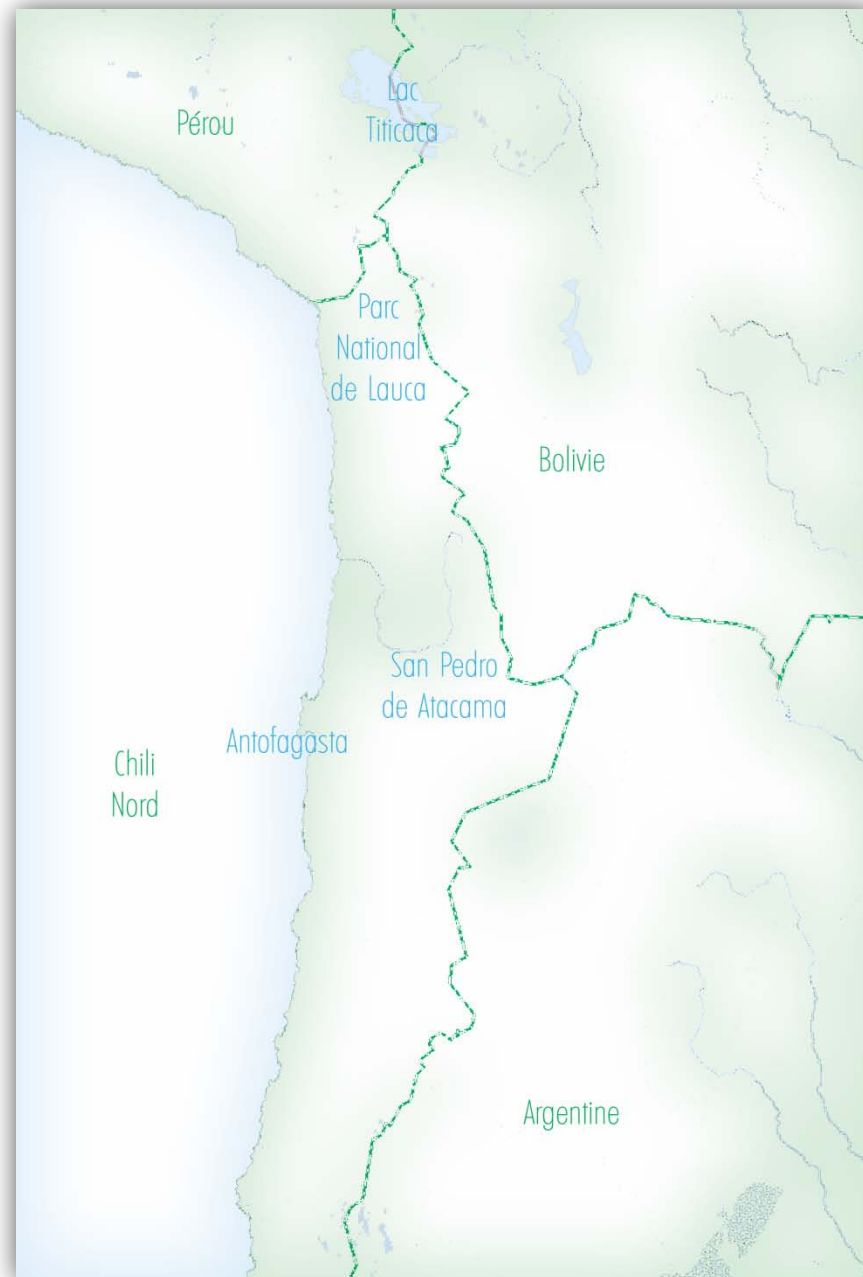 Lac
Titicaca
Pérou
Parc
National
de Lauca
Bolivie
San Pedro
de Atacama
Antofagasta
Chili
Nord
Argentine